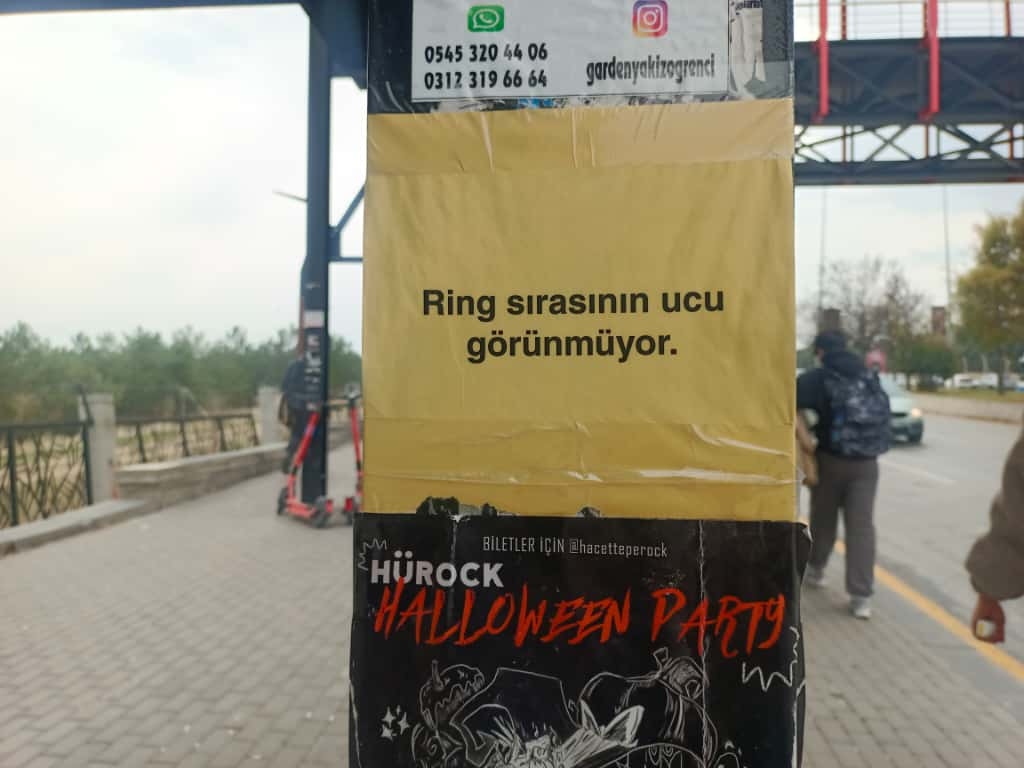 0545 320 44 06
0312 319 66 64
gardenyakizogrenci
Ring sırasının ucu
görünmüyor.
BİLETLER İÇİN @hacetteperock
HÜROCK
HALLOWEEN PARTY